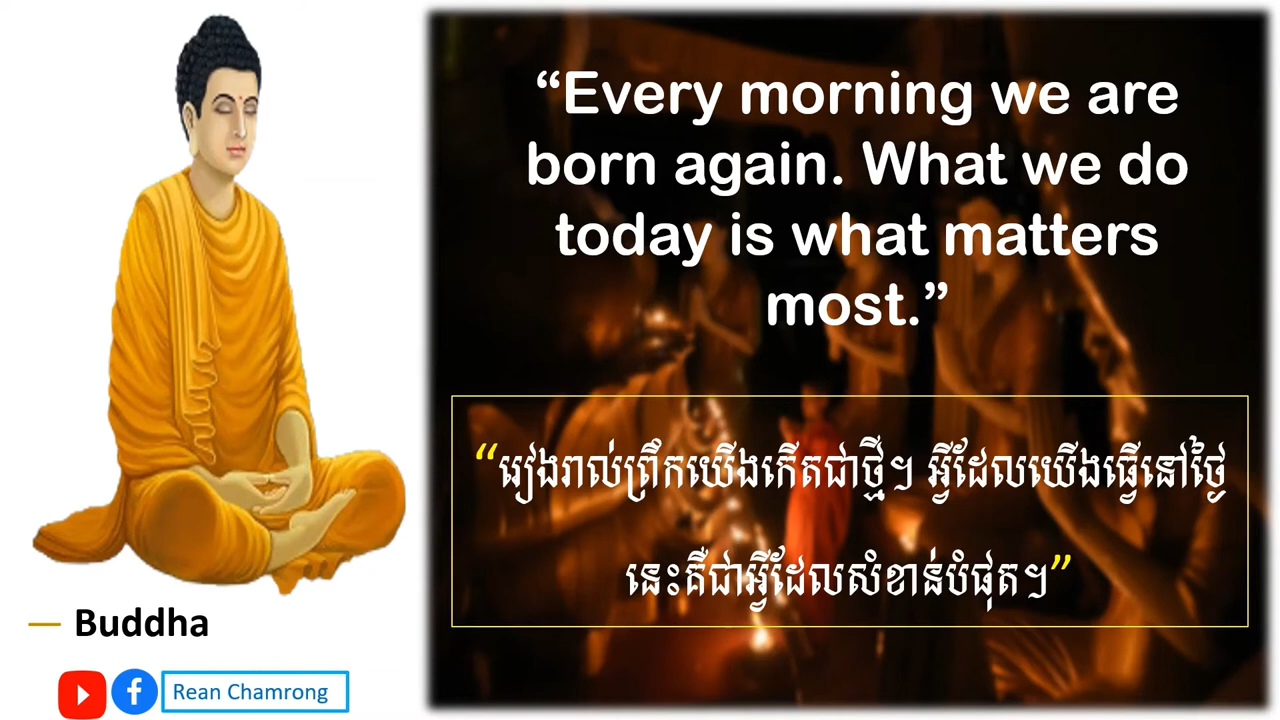 “Every morning we are
born again. What we do
today is what matters
most.”
“រៀងរាល់ព្រឹកយើងកើតជាថ្មី។ អ្វីដែលយើងធ្វើនៅថ្ងៃ
នេះគឺជាអ្វីដែលសំខាន់បំផុត។”
— Buddha
Rean Chamrong